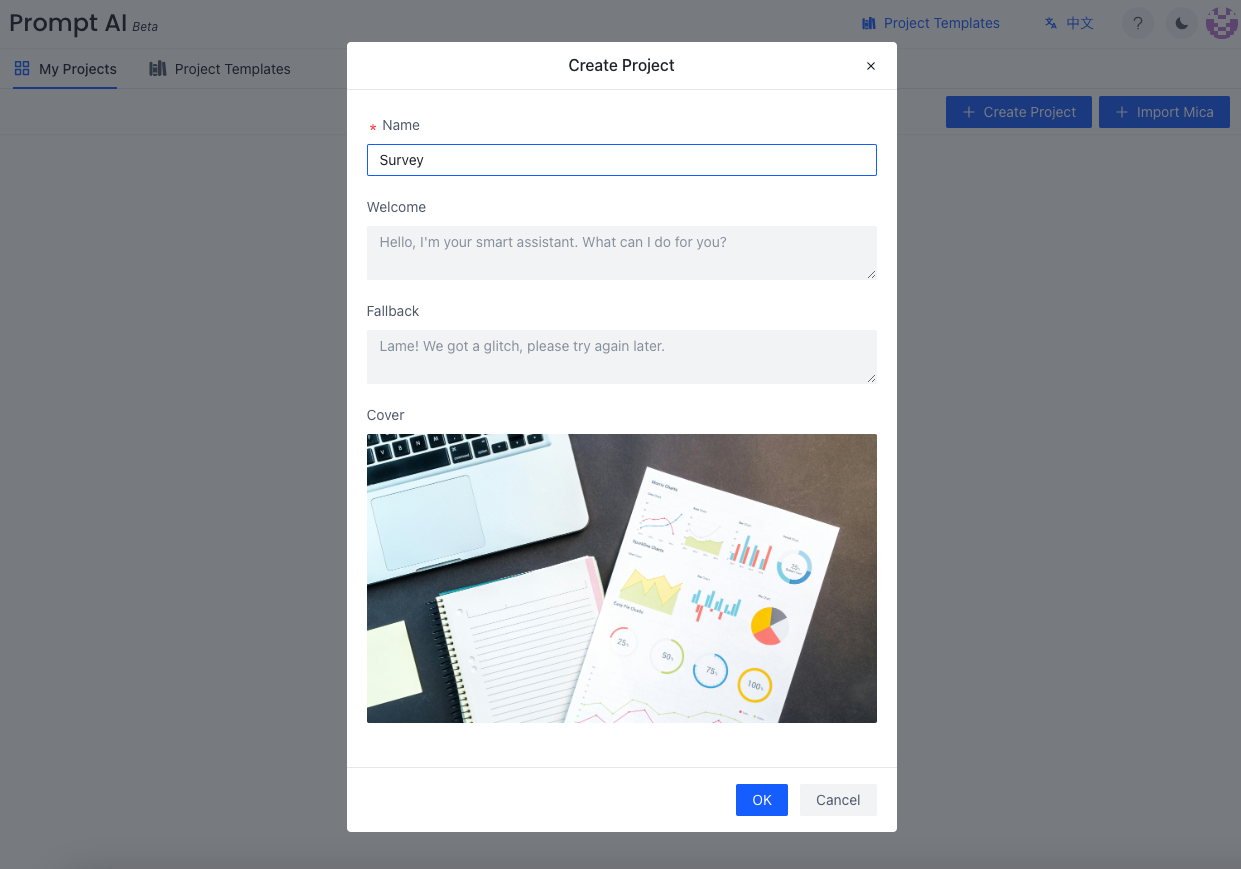 Prompt AI Beta
Project Templates
中文
?
My Projects
Project Templates
Create Project
Import Mica
Create Project
* Name
Survey
Welcome
Hello, I'm your smart assistant. What can I do for you?
Fallback
Lame! We got a glitch, please try again later.
Cover
25%
50%
75%
100%
OK
Cancel